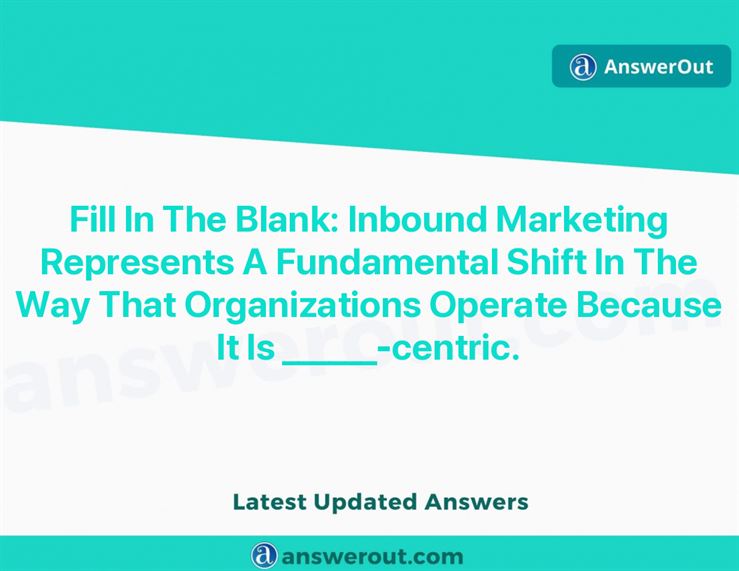 AnswerOut
Fill In The Blank: Inbound Marketing
Represents A Fundamental Shift In The
Way That Organizations Operate Because
It Is ______-centric.
answerout.com
Latest Updated Answers
answerout.com